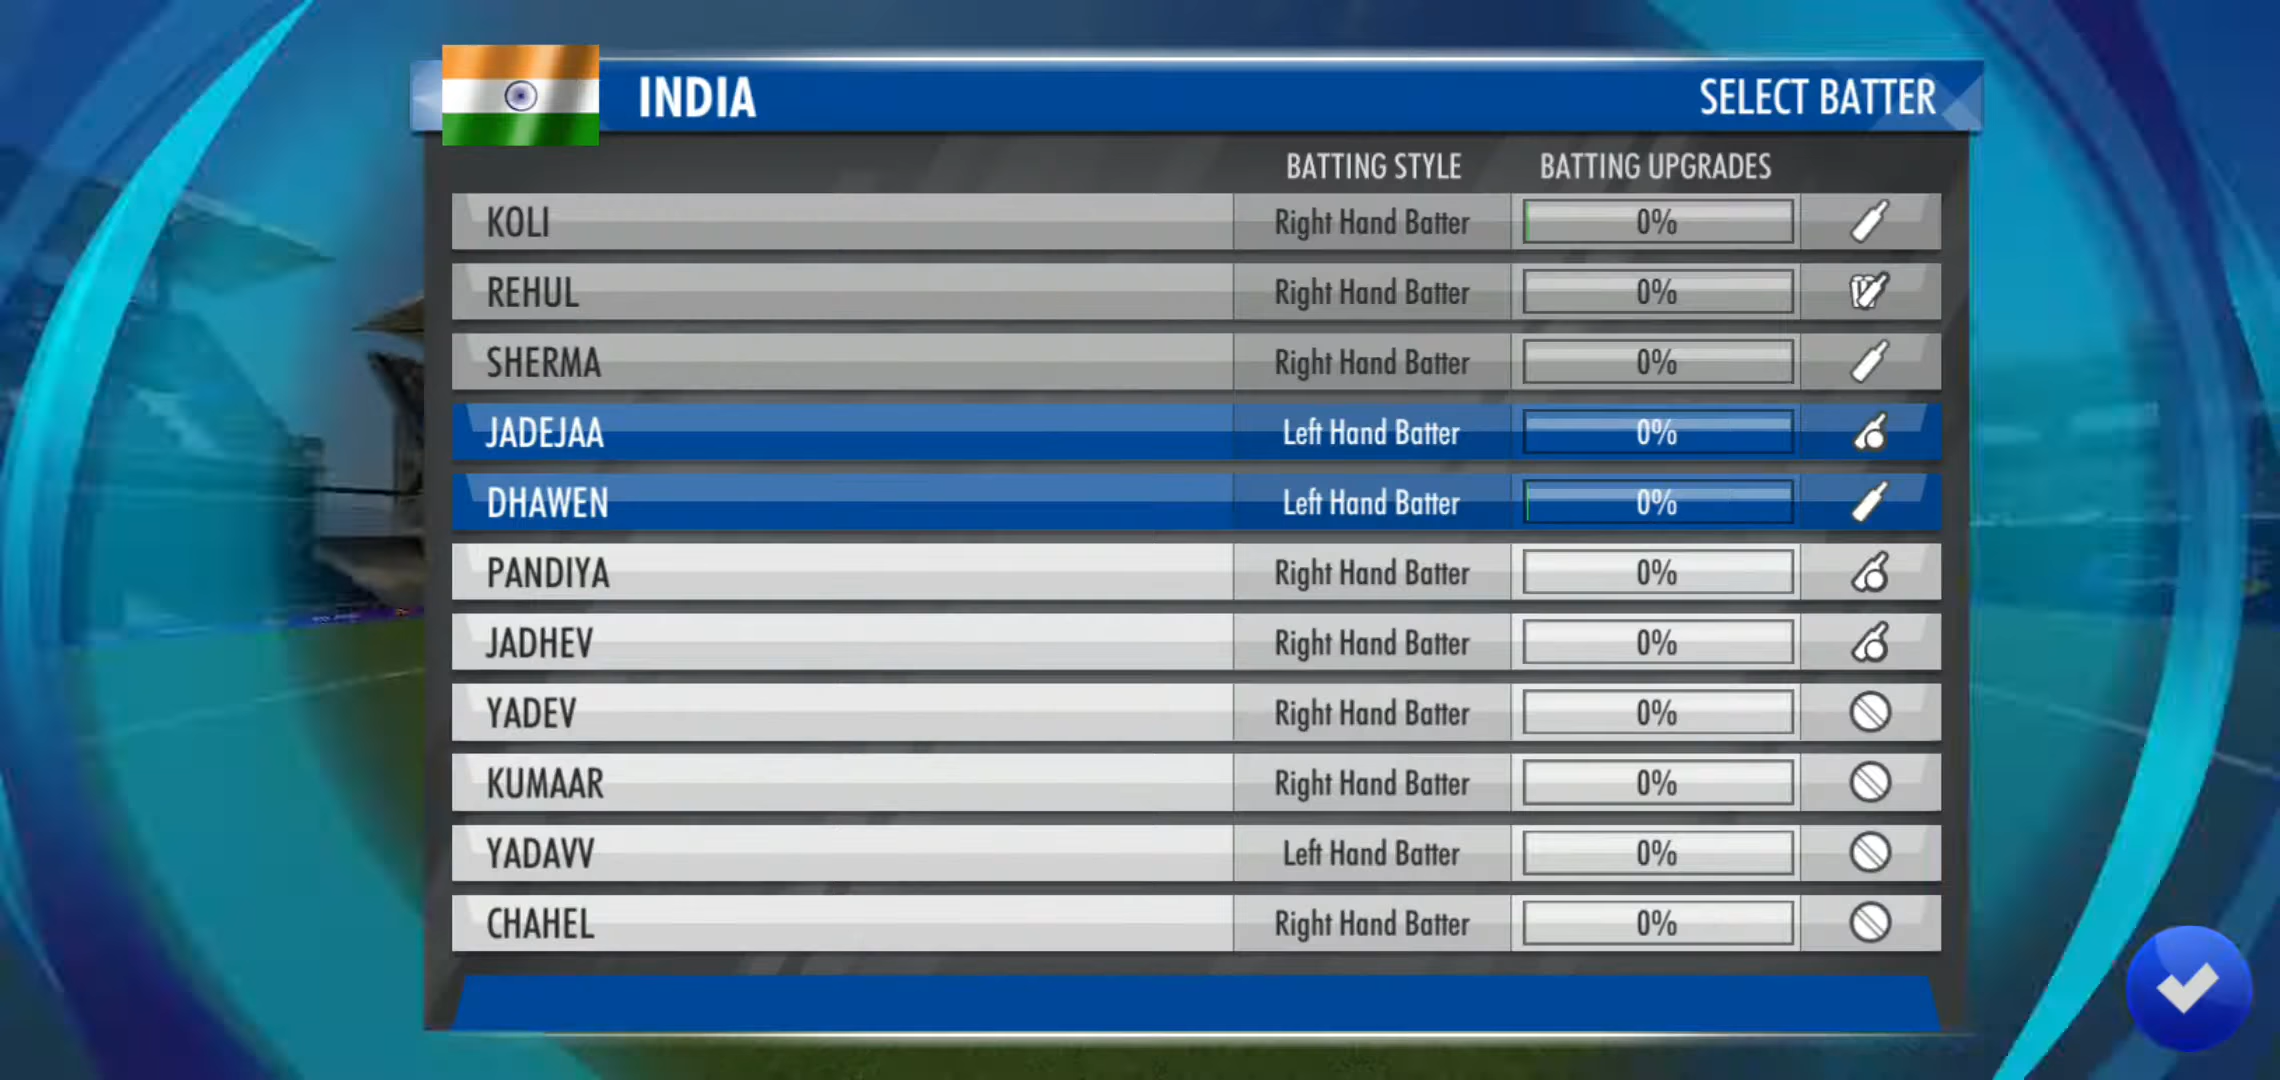 INDIA SELECT BATTER
BATTING STYLE BATTING UPGRADES
KOLI Right Hand Batter 0%
REHUL Right Hand Batter 0%
SHERMA Right Hand Batter 0%
JADEJAA Left Hand Batter 0%
DHAWEN Left Hand Batter 0%
PANDIYA Right Hand Batter 0%
JADHEV Right Hand Batter 0%
YADEV Right Hand Batter 0%
KUMAAR Right Hand Batter 0%
YADAVV Left Hand Batter 0%
CHAHEL Right Hand Batter 0%